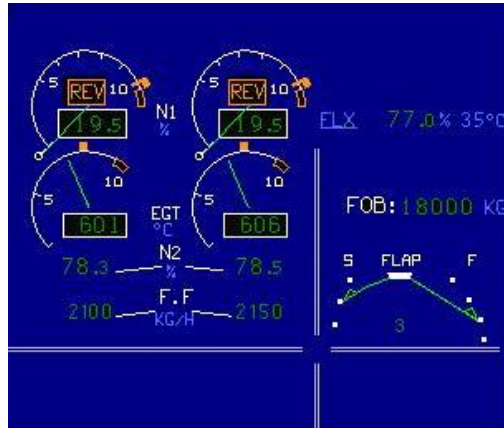 5 10 5 10
REV REV
19.5 N1 19.5
%
FLX 77.0% 35°C
5 10 5 10
601 EGT 606
°C
FOB:18000 KG
78.3 N2 78.5
%
S FLAP F
2100 F.F 2150
KG/H
3